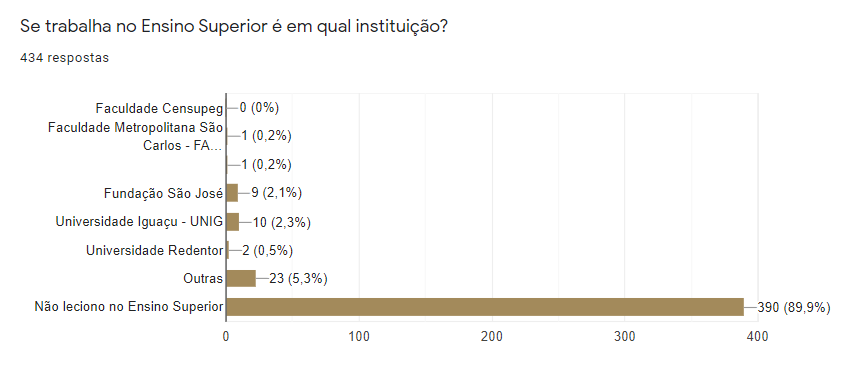 Se trabalha no Ensino Superior é em qual instituição?
434 respostas
Faculdade Censupeg
0 (0%)
Faculdade Metropolitana São
Carlos - FA...
1 (0,2%)
1 (0,2%)
Fundação São José
9 (2,1%)
Universidade Iguaçu - UNIG
10 (2,3%)
Universidade Redentor
2 (0,5%)
Outras
23 (5,3%)
Não leciono no Ensino Superior
390 (89,9%)
0
100
200
300
400